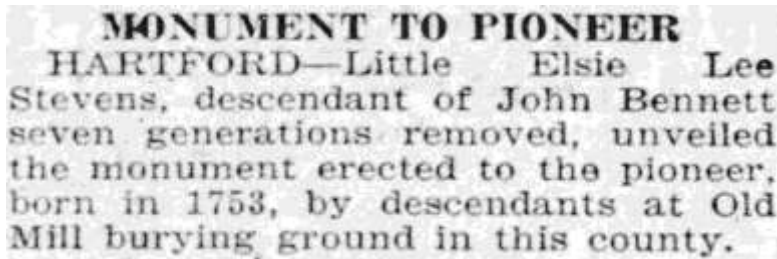 MONUMENT TO PIONEER
HARTFORD—Little Elsie Lee
Stevens, descendant of John Bennett
seven generations removed, unveiled
the monument erected to the pioneer,
born in 1753, by descendants at Old
Mill burying ground in this county.